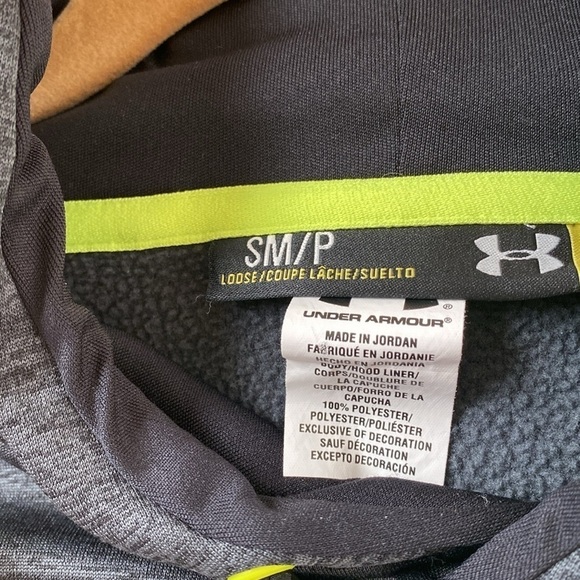 SM/P
LOOSE/COUPE LÂCHE/SUELTO
UNDER ARMOUR®
MADE IN JORDAN
FABRIQUÉ EN JORDANIE
HECHO EN JORDANIA
BODY/HOOD LINER/
CORPS/DOUBLURE DE
LA CAPUCHE
CUERPO/FORRO DE LA
CAPUCHA
100% POLYESTER/
POLYESTER/POLIÉSTER
EXCLUSIVE OF DECORATION
SAUF DÉCORATION
EXCEPTO DECORACIÓN